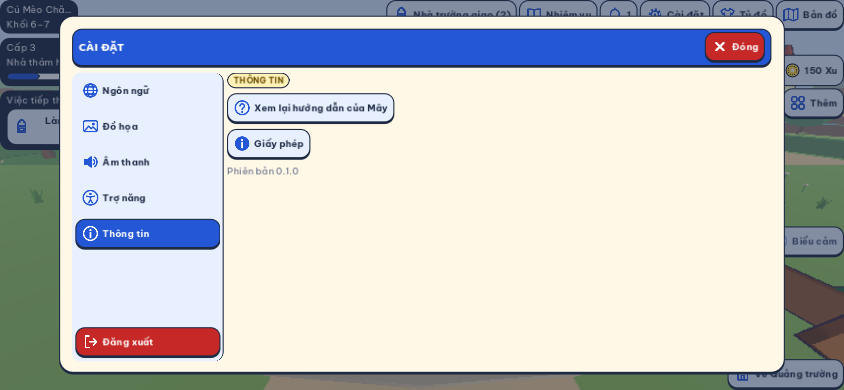 Cú Mèo Chă...
Khối 6-7
Nhà trường giao (2)
Nhiệm vụ
1
Cài đặt
Tủ đồ
Bản đồ
CÀI ĐẶT
Đóng
Cấp 3
Nhà thám h
150 Xu
Việc tiếp th
Làn
Thêm
Ngôn ngữ
Đồ họa
Âm thanh
Trợ năng
Thông tin
Đăng xuất
THÔNG TIN
Xem lại hướng dẫn của Mây
Giấy phép
Phiên bản 0.1.0
Biểu cảm
Về Quảng trường